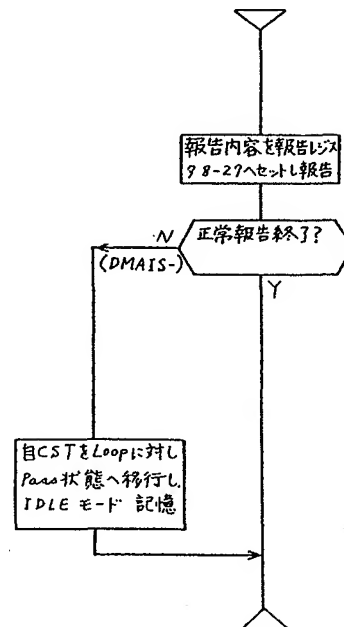 報告内容を報告レジス
タ8-27へセットし報告
正常報告終了?
N
(DMAIS-)
Y
自CSTをLoopに対し
Pass状態へ移行し,
IDLE モード 記憶